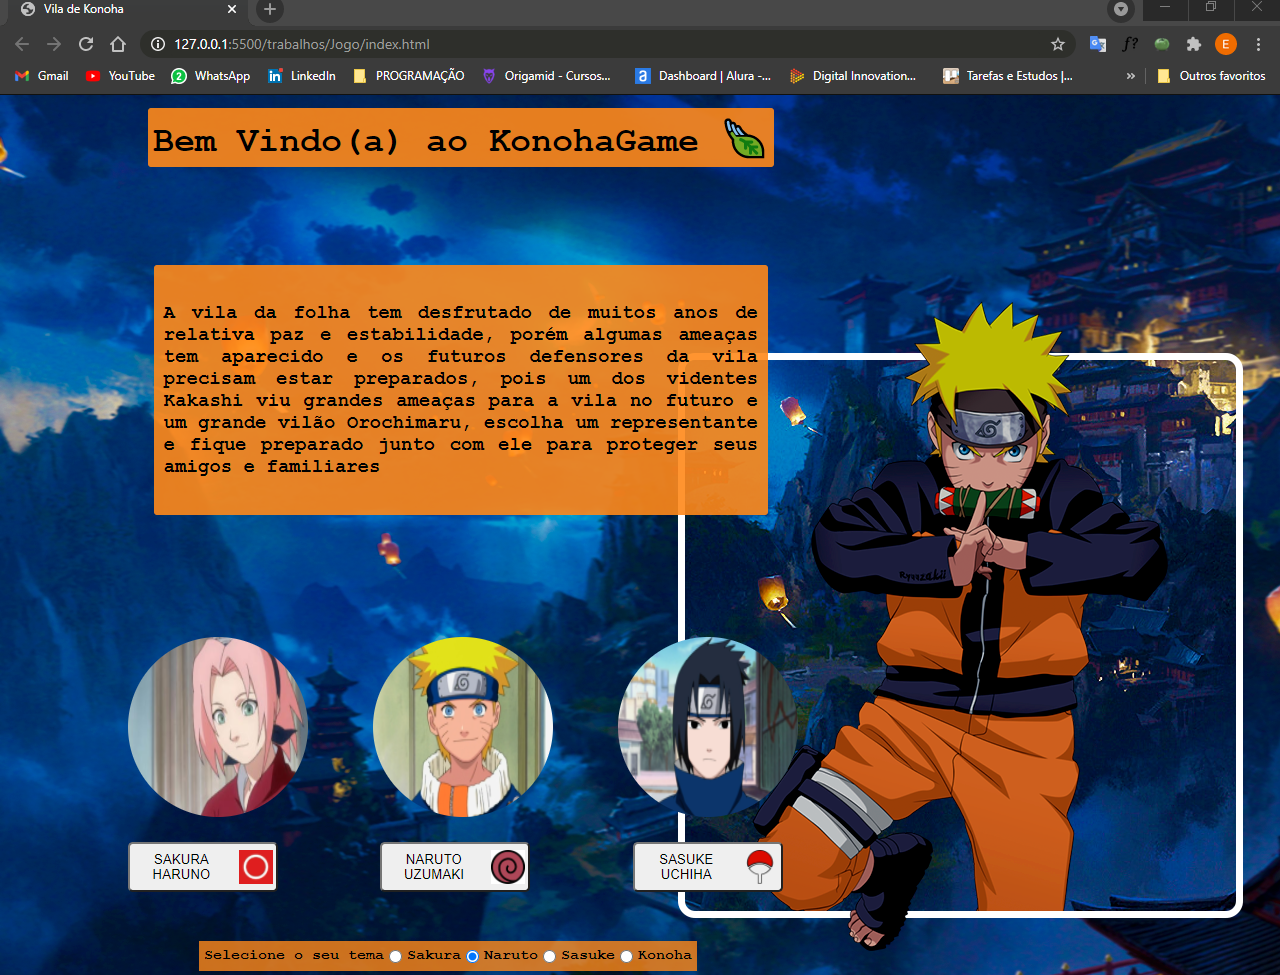 Vila de Konoha
127.0.0.1:5500/trabalhos/Jogo/index.html
Gmail YouTube WhatsApp LinkedIn PROGRAMAÇÃO Origamid - Cursos... Dashboard | Alura -... Digital Innovation... Tarefas e Estudos |... » Outros favoritos
Bem Vindo(a) ao KonohaGame
A vila da folha tem desfrutado de muitos anos de
relativa paz e estabilidade, porém algumas ameaças
tem aparecido e os futuros defensores da vila
precisam estar preparados, pois um dos videntes
Kakashi viu grandes ameaças para a vila no futuro e
um grande vilão Orochimaru, escolha um representante
e fique preparado junto com ele para proteger seus
amigos e familiares
SAKURA
HARUNO
NARUTO
UZUMAKI
SASUKE
UCHIHA
Selecione o seu tema Sakura Naruto Sasuke Konoha